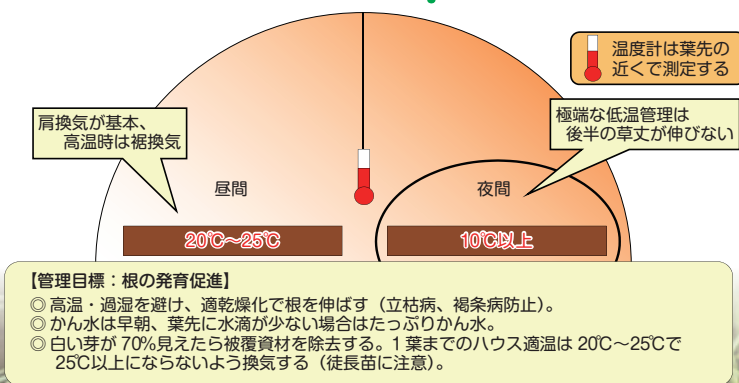 温度計は葉先の
近くで測定する
肩換気が基本、
高温時は裾換気
極端な低温管理は
後半の草丈が伸びない
昼間
夜間
20℃～25℃
10℃以上
【管理目標：根の発育促進】
◎高温・過湿を避け、適乾燥化で根を伸ばす（立枯病、褐条病防止）。
◎かん水は早朝、葉先に水滴が少ない場合はたっぷりかん水。
◎白い芽が 70%見えたら被覆資材を除去する。1 葉までのハウス適温は 20℃～25℃で
25℃以上にならないよう換気する（徒長苗に注意）。